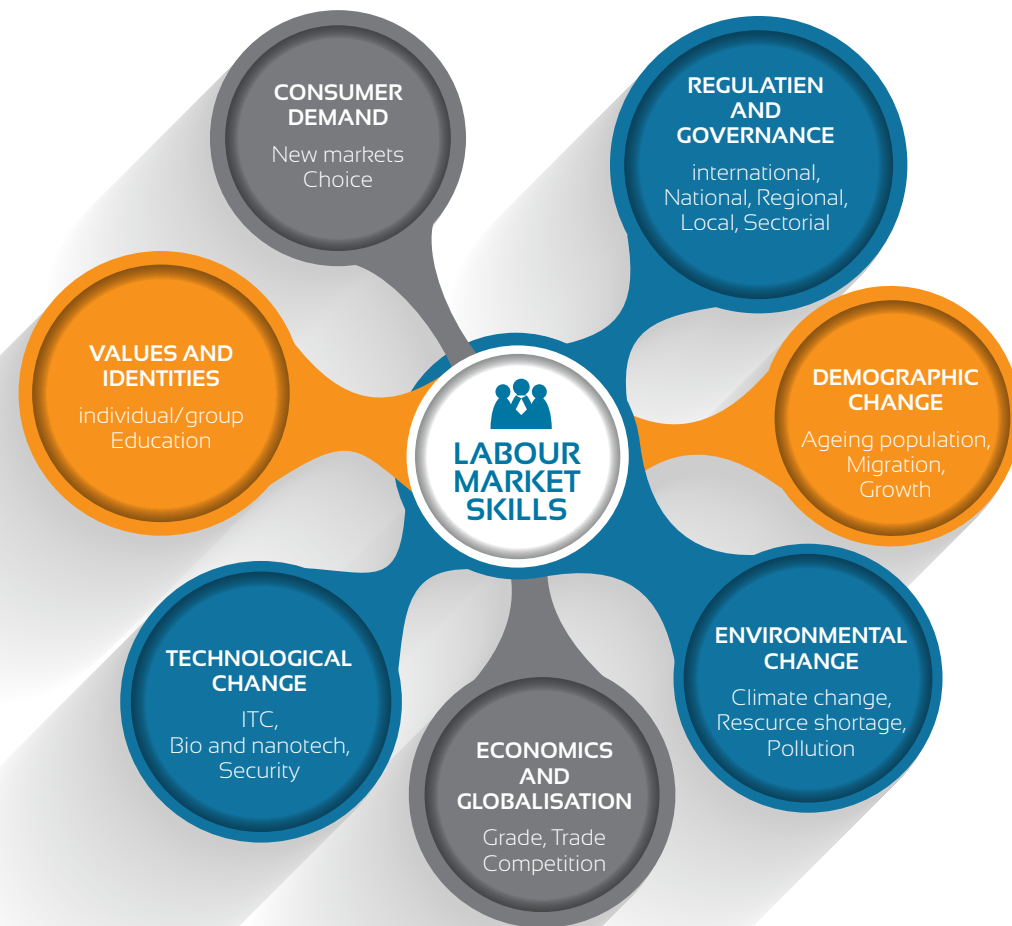 CONSUMER
DEMAND
New markets
Choice
REGULATIEN
AND
GOVERNANCE
international,
National, Regional,
Local, Sectorial
VALUES AND
IDENTITIES
individual/group
Education
DEMOGRAPHIC
CHANGE
Ageing population,
Migration,
Growth
LABOUR
MARKET
SKILLS
TECHNOLOGICAL
CHANGE
ITC,
Bio and nanotech,
Security
ENVIRONMENTAL
CHANGE
Climate change,
Rescurce shortage,
Pollution
ECONOMICS
AND
GLOBALISATION
Grade, Trade
Competition